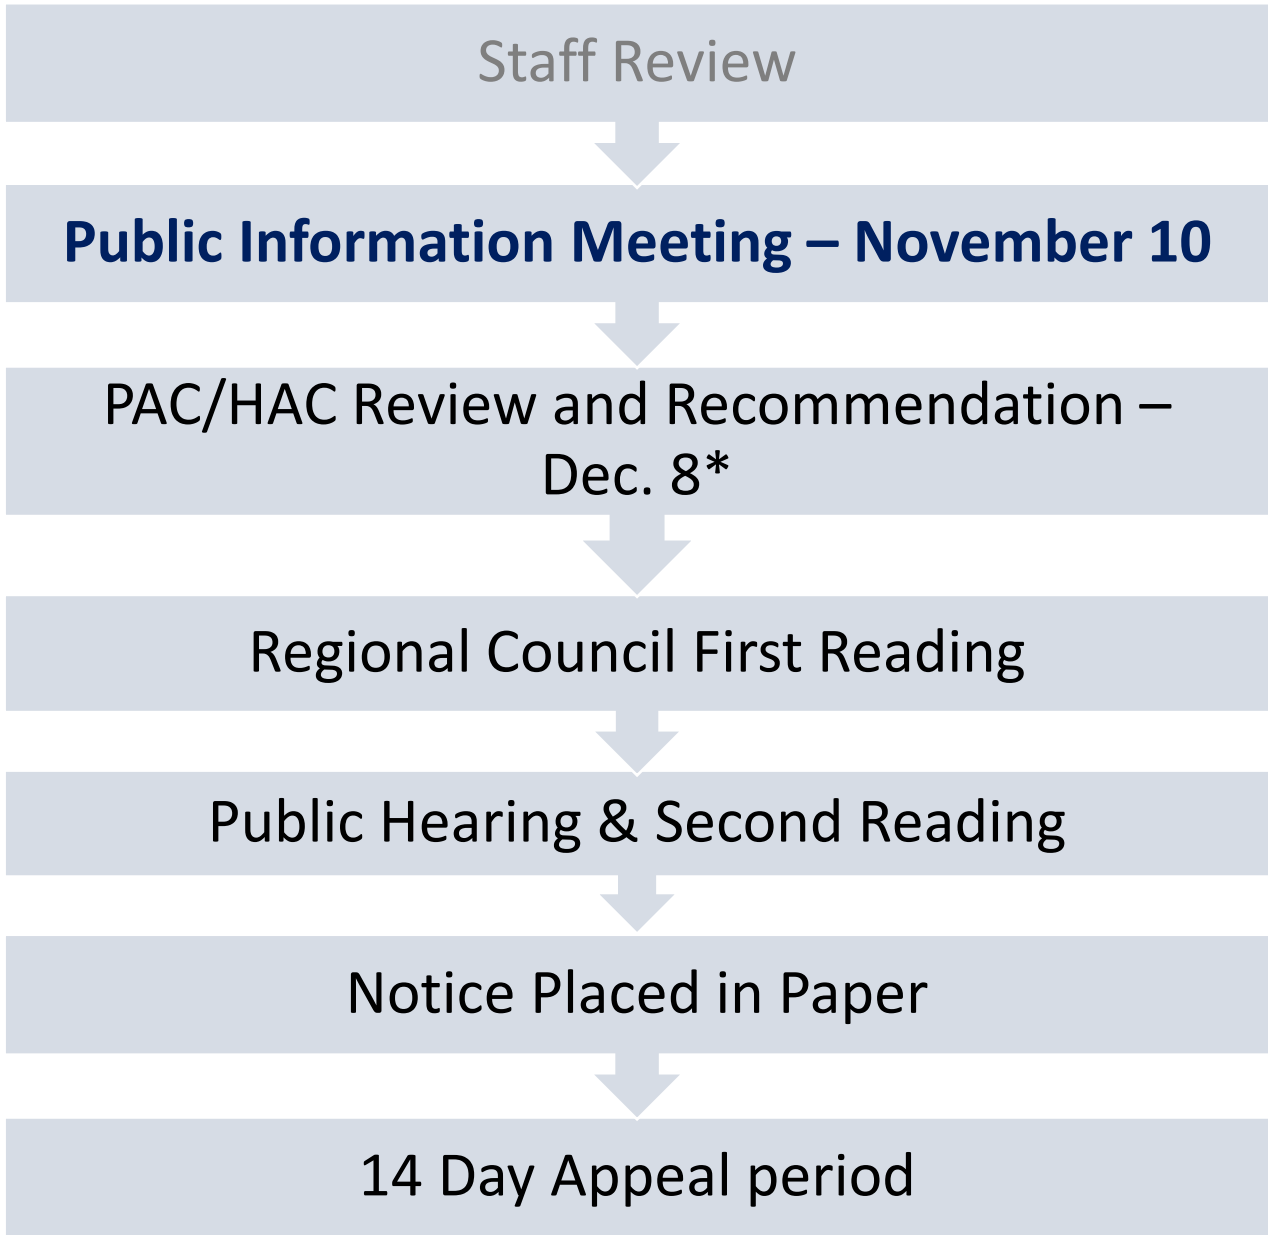 Staff Review
Public Information Meeting – November 10
PAC/HAC Review and Recommendation –
Dec. 8*
Regional Council First Reading
Public Hearing & Second Reading
Notice Placed in Paper
14 Day Appeal period